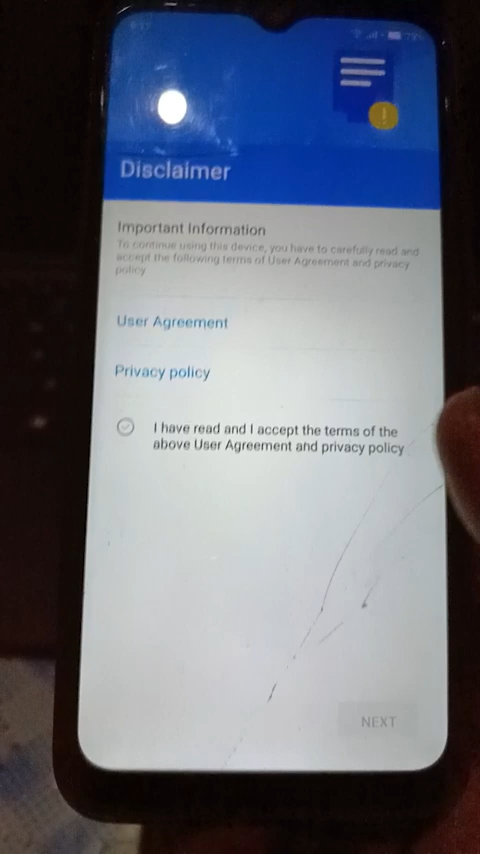 Disclaimer
Important Information
To continue using this device, you have to carefully read and
accept the following terms of User Agreement and privacy
policy
User Agreement
Privacy policy
I have read and I accept the terms of the
above User Agreement and privacy policy
NEXT